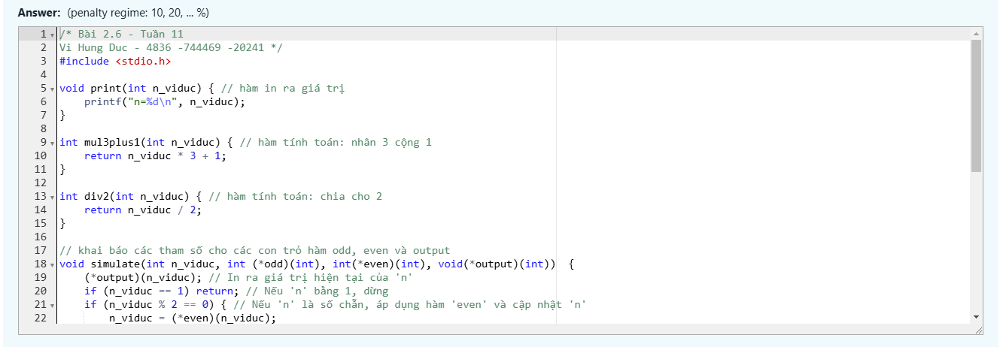 Answer: (penalty regime: 10, 20, ... %)
1 /* Bài 2.6 - Tuần 11
2 Vi Hung Duc - 4836 -744469 -20241 */
3 #include <stdio.h>
4
5 void print(int n_viduc) { // hàm in ra giá trị
6     printf("n=%d\n", n_viduc);
7 }
8
9 int mul3plus1(int n_viduc) { // hàm tính toán: nhân 3 cộng 1
10     return n_viduc * 3 + 1;
11 }
12
13 int div2(int n_viduc) { // hàm tính toán: chia cho 2
14     return n_viduc / 2;
15 }
16
17 // khai báo các tham số cho các con trỏ hàm odd, even và output
18 void simulate(int n_viduc, int (*odd)(int), int(*even)(int), void(*output)(int))  {
19     (*output)(n_viduc); // In ra giá trị hiện tại của 'n'
20     if (n_viduc == 1) return; // Nếu 'n' bằng 1, dừng
21     if (n_viduc % 2 == 0) { // Nếu 'n' là số chẵn, áp dụng hàm 'even' và cập nhật 'n'
22         n_viduc = (*even)(n_viduc);